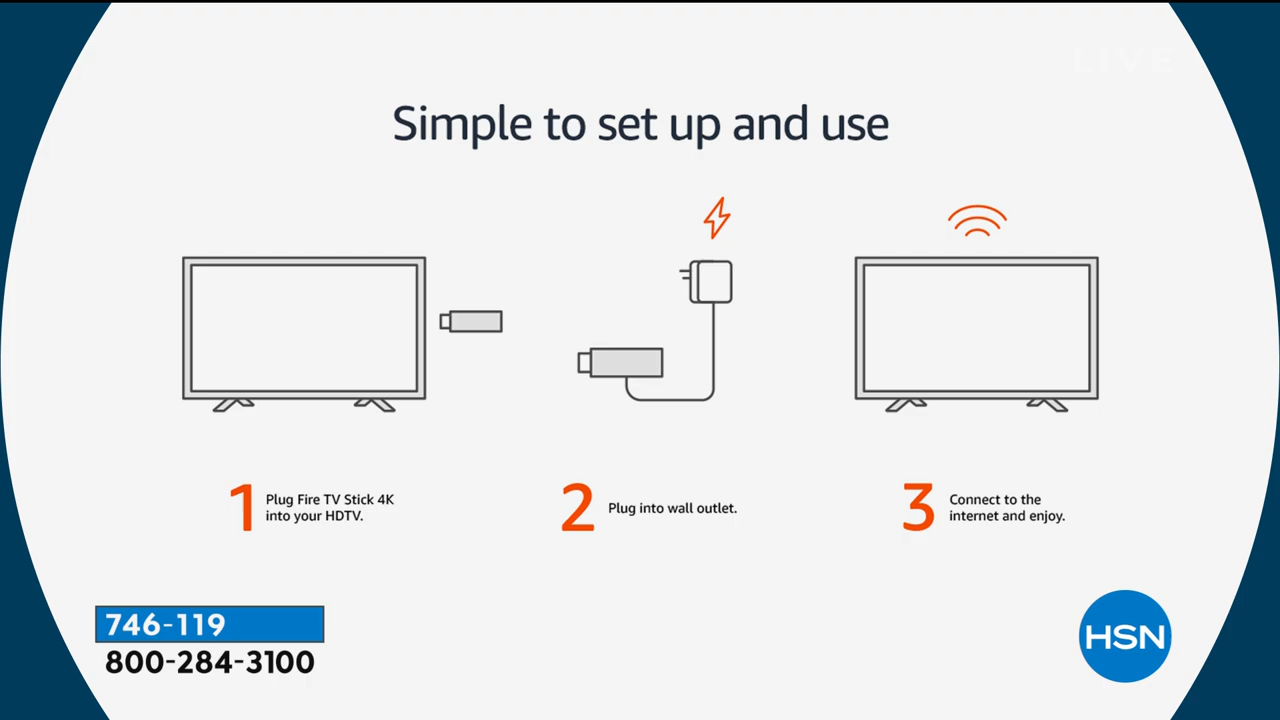 LIVE
Simple to set up and use
1 Plug Fire TV Stick 4K
into your HDTV.
2 Plug into wall outlet.
3 Connect to the
internet and enjoy.
746-119
800-284-3100
HSN